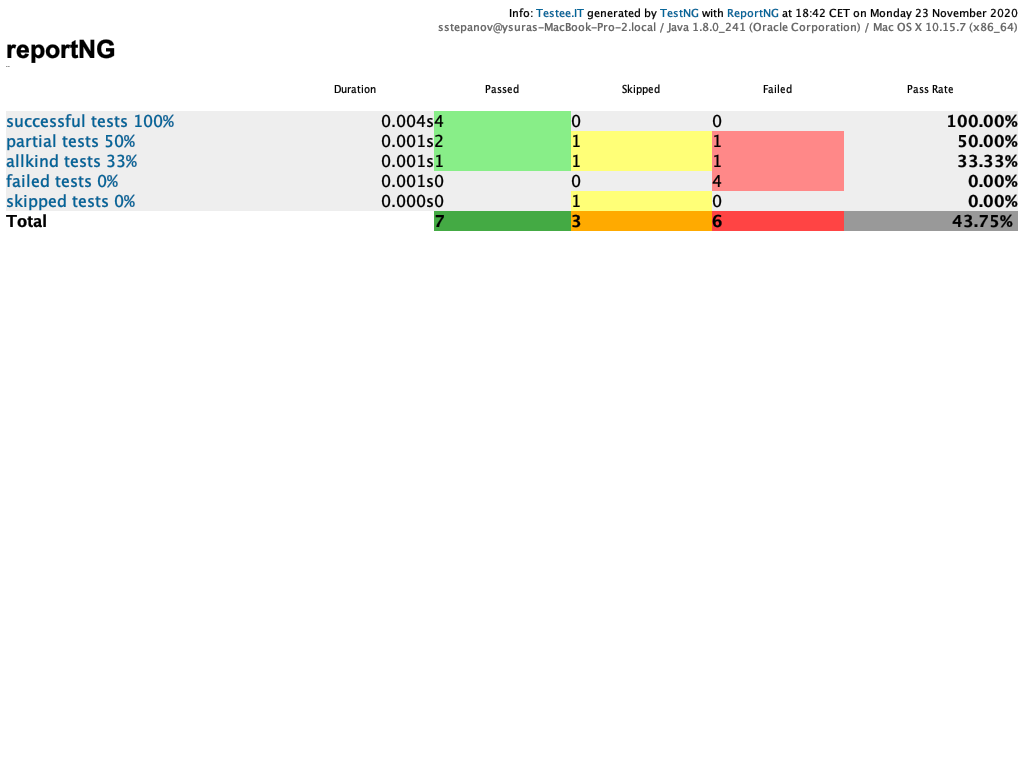 Info: Testee.IT generated by TestNG with ReportNG at 18:42 CET on Monday 23 November 2020
sstepanov@ysuras-MacBook-Pro-2.local / Java 1.8.0_241 (Oracle Corporation) / Mac OS X 10.15.7 (x86_64)
reportNG
Duration Passed Skipped Failed Pass Rate
successful tests 100% 0.004s 4 0 0 100.00%
partial tests 50% 0.001s 2 1 1 50.00%
allkind tests 33% 0.001s 1 1 1 33.33%
failed tests 0% 0.001s 0 0 4 0.00%
skipped tests 0% 0.000s 0 1 0 0.00%
Total 7 3 6 43.75%